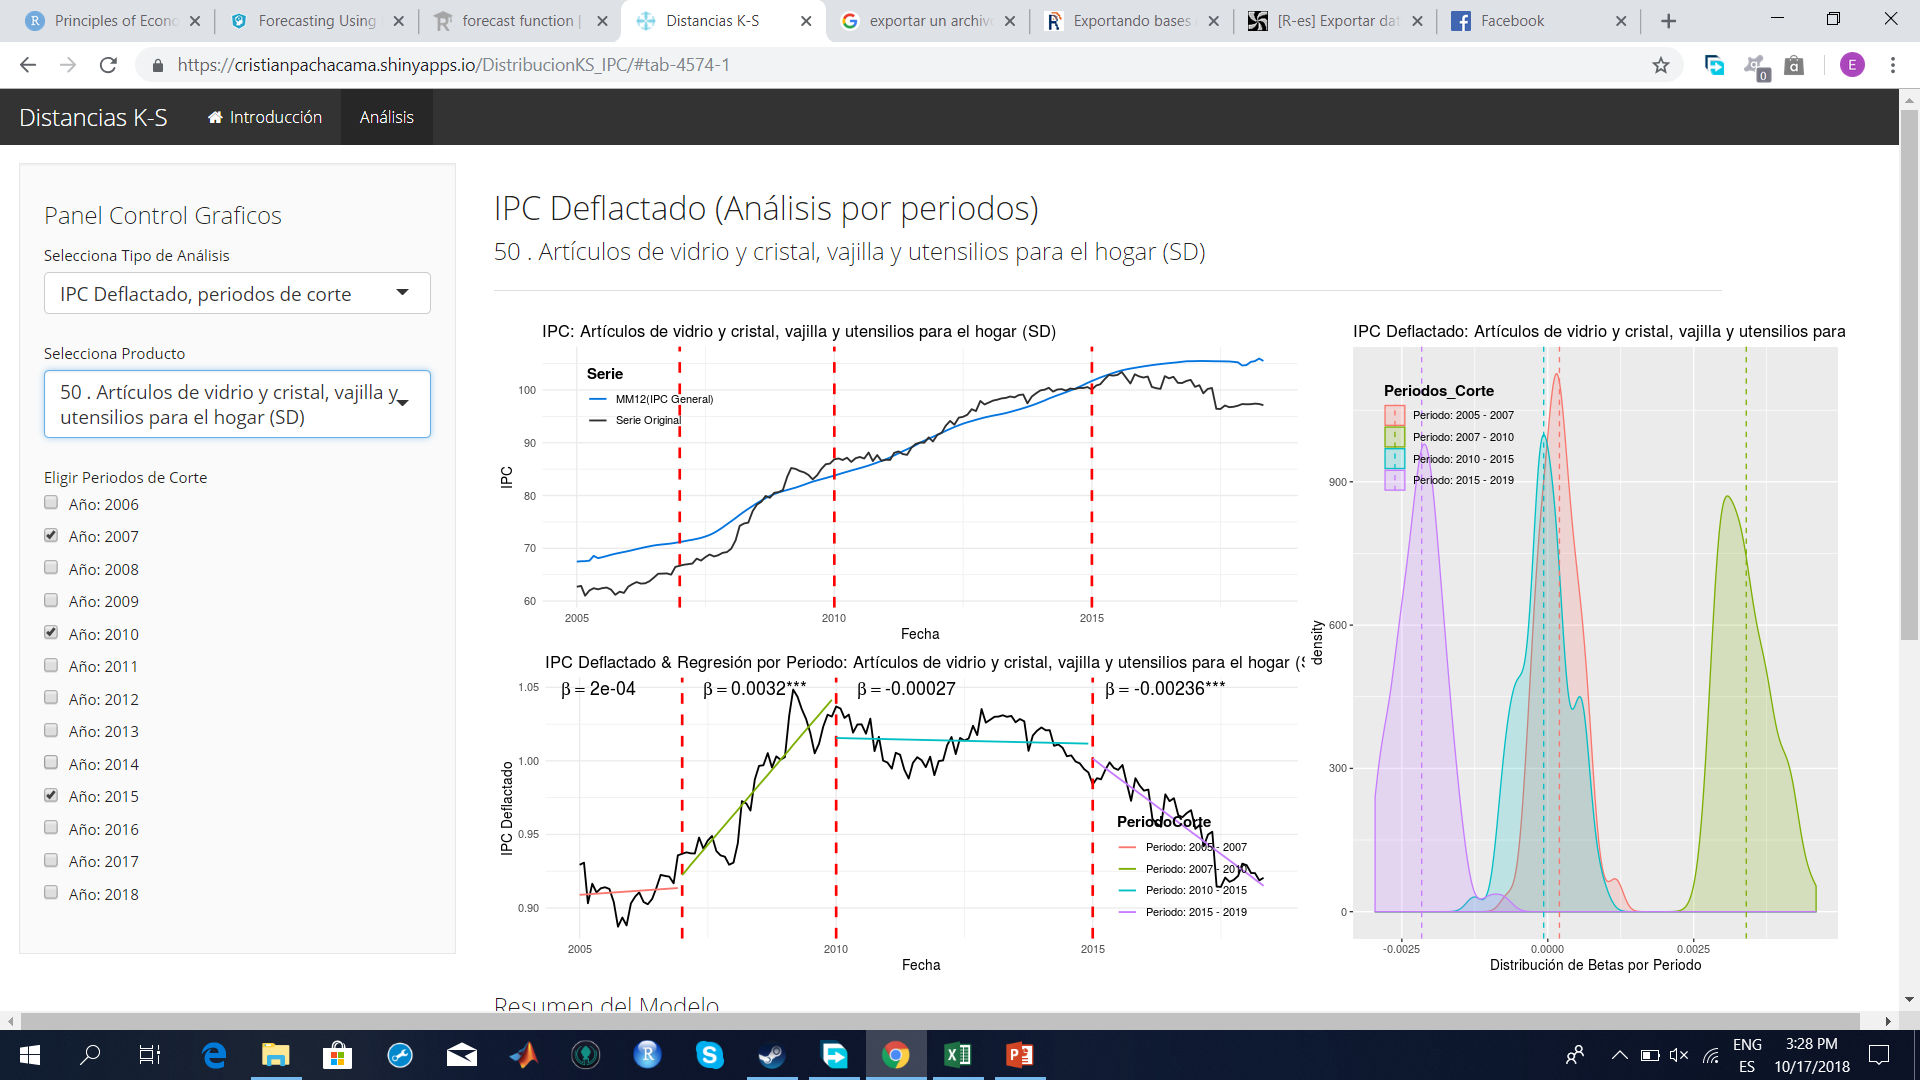 Principles of Econo
Forecasting Using
forecast function |
Distancias K-S
exportar un archivo
Exportando bases
[R-es] Exportar dat
Facebook
https://cristianpachacama.shinyapps.io/DistribucionKS_IPC/#tab-4574-1
0
E
Distancias K-S
Introducción
Análisis
Panel Control Graficos
Selecciona Tipo de Análisis
IPC Deflactado, periodos de corte
Selecciona Producto
50 . Artículos de vidrio y cristal, vajilla y
utensilios para el hogar (SD)
Eligir Periodos de Corte
Año: 2006
Año: 2007
Año: 2008
Año: 2009
Año: 2010
Año: 2011
Año: 2012
Año: 2013
Año: 2014
Año: 2015
Año: 2016
Año: 2017
Año: 2018
IPC Deflactado (Análisis por periodos)
50 . Artículos de vidrio y cristal, vajilla y utensilios para el hogar (SD)
IPC: Artículos de vidrio y cristal, vajilla y utensilios para el hogar (SD)
Serie
MM12(IPC General)
Serie Original
IPC
100
90
80
70
60
2005
2010
2015
Fecha
IPC Deflactado & Regresión por Periodo: Artículos de vidrio y cristal, vajilla y utensilios para el hogar (S
β = 2e-04
β = 0.0032***
β = -0.00027
β = -0.00236***
IPC Deflactado
1.05
1.00
0.95
0.90
PeriodoCorte
Periodo: 2005 - 2007
Periodo: 2007 - 2010
Periodo: 2010 - 2015
Periodo: 2015 - 2019
2005
2010
2015
Fecha
IPC Deflactado: Artículos de vidrio y cristal, vajilla y utensilios para
Periodos_Corte
Periodo: 2005 - 2007
Periodo: 2007 - 2010
Periodo: 2010 - 2015
Periodo: 2015 - 2019
density
900
600
300
0
-0.0025
0.0000
0.0025
Distribución de Betas por Periodo
Resumen del Modelo
ENG
ES
3:28 PM
10/17/2018